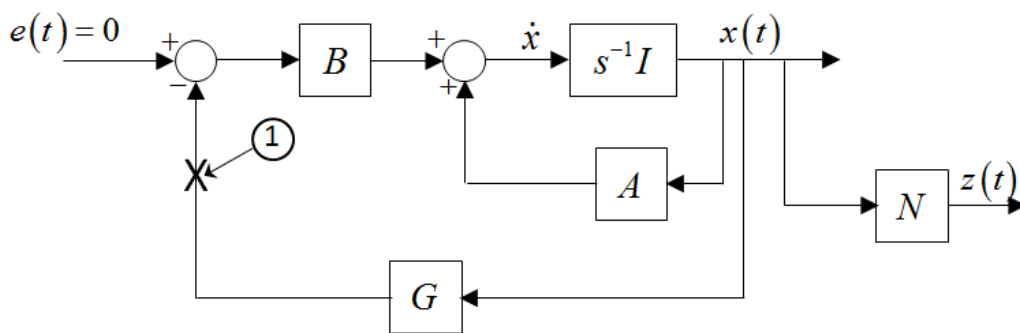 e(t) = 0
+
−
B
+
+
ẋ
s⁻¹I
x(t)
1
A
N
z(t)
G